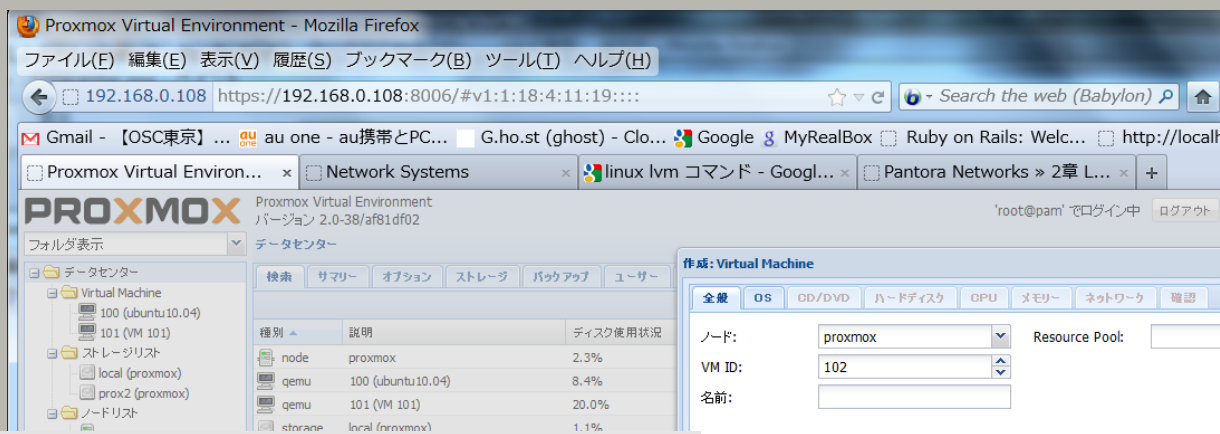 Proxmox Virtual Environment - Mozilla Firefox
ファイル(F) 編集(E) 表示(V) 履歴(S) ブックマーク(B) ツール(T) ヘルプ(H)
192.168.0.108 https://192.168.0.108:8006/#v1:1:18:4:11:19:::: Search the web (Babylon)
Gmail - 【OSC東京】 ... au one - au携帯とPC... G.ho.st (ghost) - Clo... Google MyRealBox Ruby on Rails: Welc... http://localh
Proxmox Virtual Environ... × Network Systems × linux lvm コマンド - Googl... × Pantora Networks » 2章 L... × +
PROXMOX Proxmox Virtual Environment
バージョン 2.0-38/af81df02 'root@pam' でログイン中 ログアウト
フォルダ表示 データセンター
データセンター
Virtual Machine
100 (ubuntu10.04)
101 (VM 101)
ストレージリスト
local (proxmox)
prox2 (proxmox)
ノードリスト
検索 サマリー オプション ストレージ バックアップ ユーザー
種別 説明 ディスク使用状況
node proxmox 2.3%
qemu 100 (ubuntu10.04) 8.4%
qemu 101 (VM 101) 20.0%
storage local (proxmox) 1.1%
作成: Virtual Machine
全般 OS CD/DVD ハードディスク CPU メモリー ネットワーク 確認
ノード: proxmox Resource Pool:
VM ID: 102
名前: